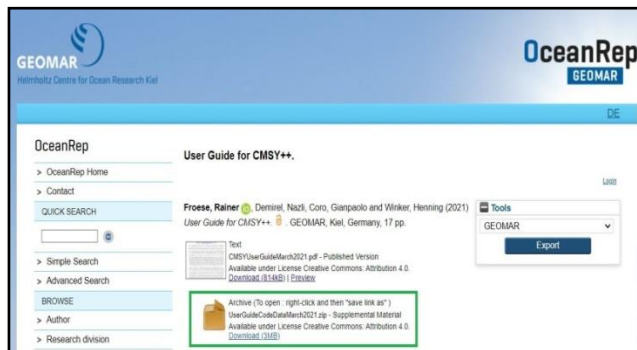 GEOMAR
Helmholtz Centre for Ocean Research Kiel
OceanRep
GEOMAR
DE
OceanRep
> OceanRep Home
> Contact
QUICK SEARCH
> Simple Search
> Advanced Search
BROWSE
> Author
> Research division
User Guide for CMSY++.
Login
Froese, Rainer, Demirel, Nazli, Coro, Gianpaolo and Winker, Henning (2021)
User Guide for CMSY++. . GEOMAR, Kiel, Germany, 17 pp.
Text
CMSYUserGuideMarch2021.pdf - Published Version
Available under License Creative Commons: Attribution 4.0.
Download (814kB) | Preview
Archive (To open : right-click and then "save link as" )
UserGuideCodeDataMarch2021.zip - Supplemental Material
Available under License Creative Commons: Attribution 4.0.
Download (3MB)
Tools
GEOMAR
Export